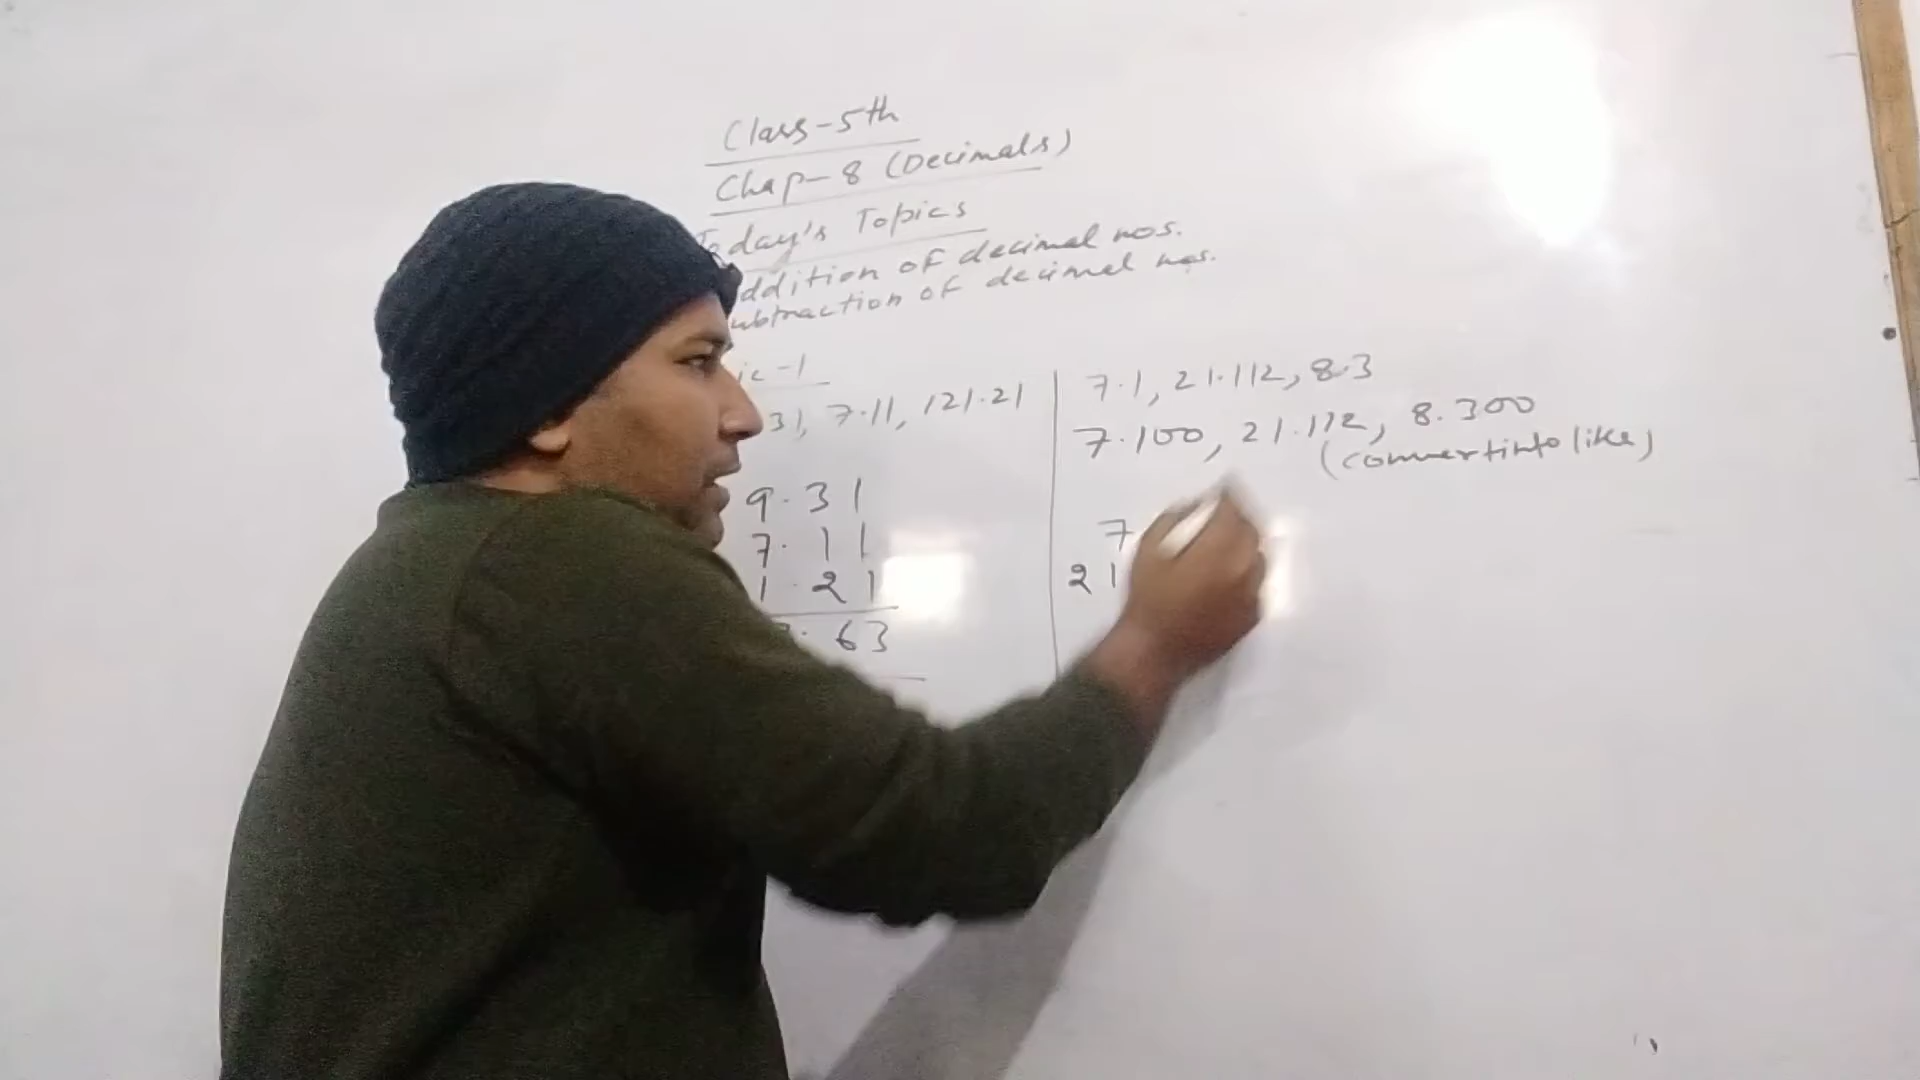 Class-5th
Chap-8 (Decimals)
Today's Topics
ddition of decimal nos.
ubtraction of decimal nos.
ic-1
31, 7.11, 121.21
9.31
7.11
1.21
63
7.1, 21.112, 8.3
7.100, 21.112, 8.300
(convert into like)
7
21